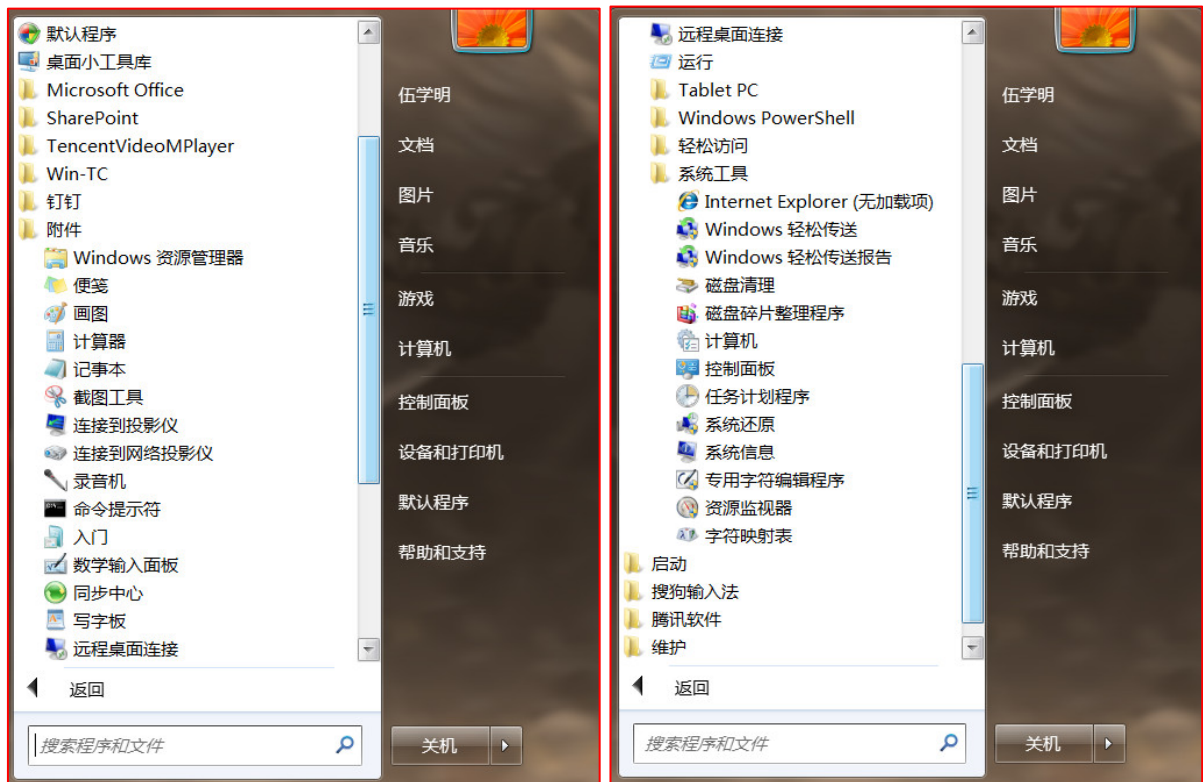 默认程序
桌面小工具库
Microsoft Office
SharePoint
TencentVideoMPlayer
Win-TC
钉钉
附件
Windows 资源管理器
便笺
画图
计算器
记事本
截图工具
连接到投影仪
连接到网络投影仪
录音机
命令提示符
入门
数学输入面板
同步中心
写字板
远程桌面连接
返回
搜索程序和文件
伍学明
文档
图片
音乐
游戏
计算机
控制面板
设备和打印机
默认程序
帮助和支持
关机
远程桌面连接
运行
Tablet PC
Windows PowerShell
轻松访问
系统工具
Internet Explorer (无加载项)
Windows 轻松传送
Windows 轻松传送报告
磁盘清理
磁盘碎片整理程序
计算机
控制面板
任务计划程序
系统还原
系统信息
专用字符编辑程序
资源监视器
字符映射表
启动
搜狗输入法
腾讯软件
维护
返回
搜索程序和文件
伍学明
文档
图片
音乐
游戏
计算机
控制面板
设备和打印机
默认程序
帮助和支持
关机